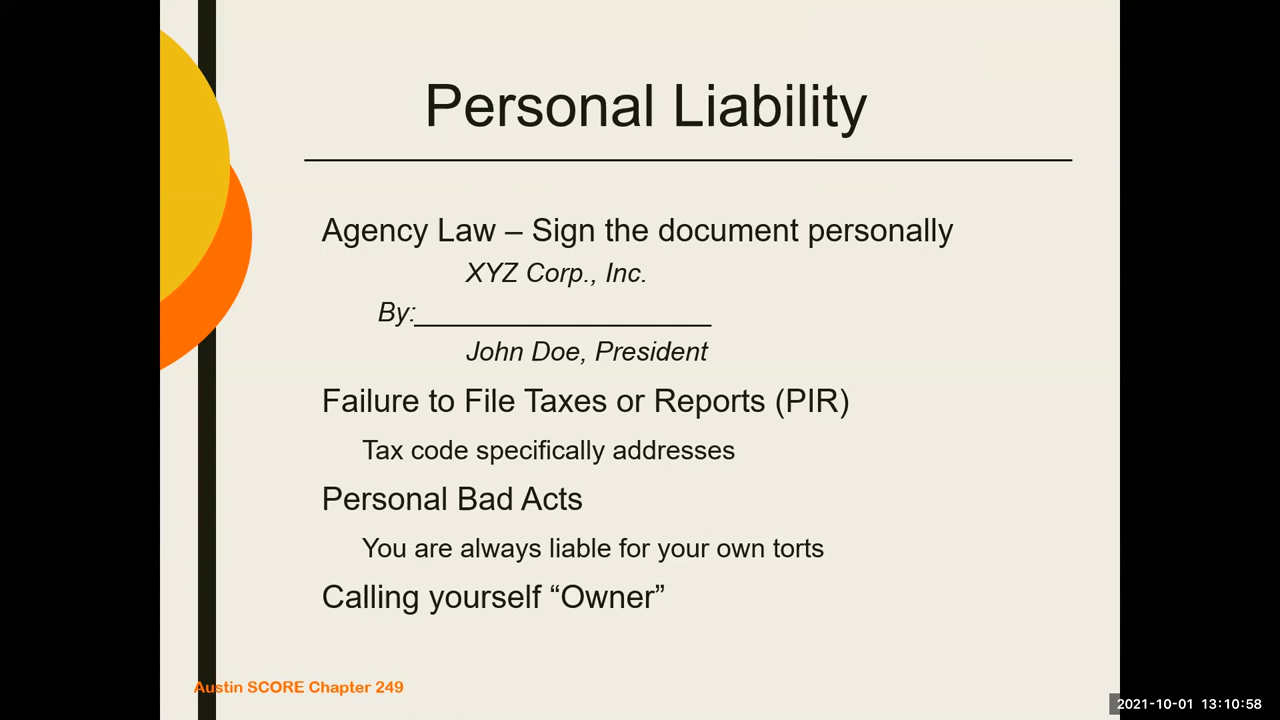 Personal Liability
Agency Law – Sign the document personally
XYZ Corp., Inc.
By:____________________
John Doe, President
Failure to File Taxes or Reports (PIR)
Tax code specifically addresses
Personal Bad Acts
You are always liable for your own torts
Calling yourself “Owner”
Austin SCORE Chapter 249
2021-10-01 13:10:58